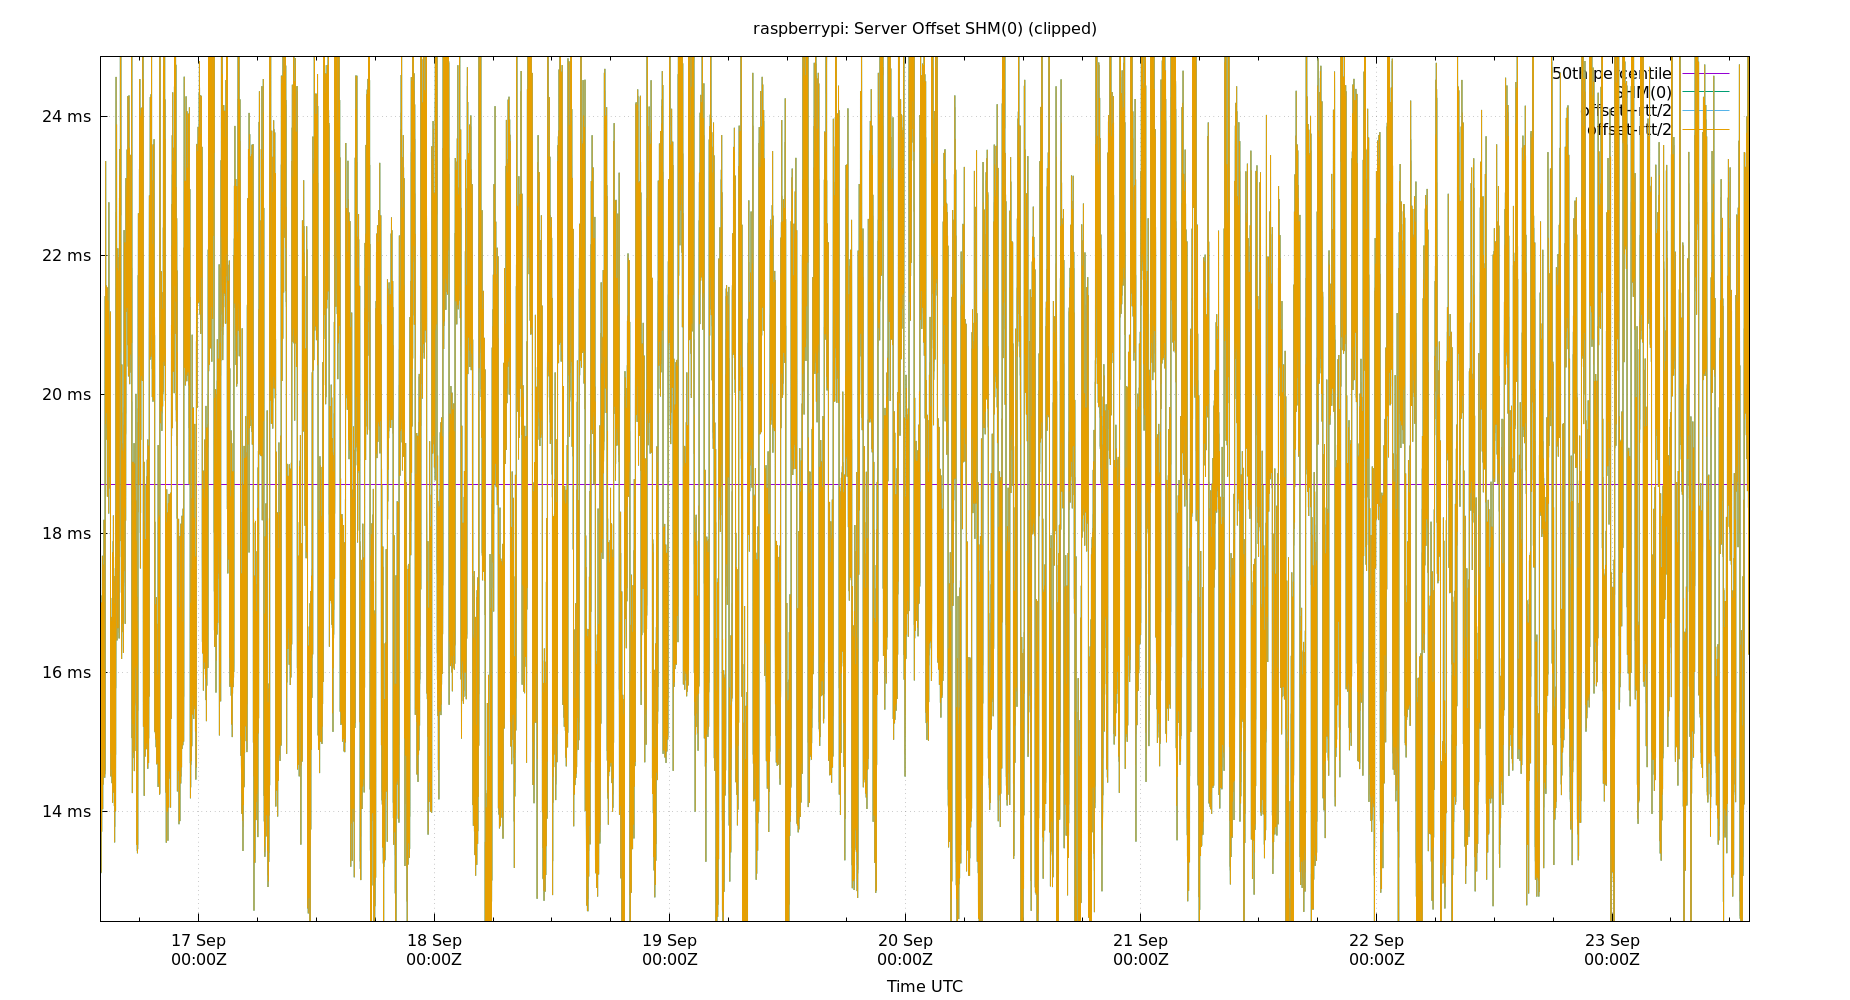 raspberrypi: Server Offset SHM(0) (clipped)
50th percentile
SHM(0)
offset+rtt/2
offset-rtt/2
24 ms
22 ms
20 ms
18 ms
16 ms
14 ms
17 Sep 18 Sep 19 Sep 20 Sep 21 Sep 22 Sep 23 Sep
00:00Z 00:00Z 00:00Z 00:00Z 00:00Z 00:00Z 00:00Z
Time UTC